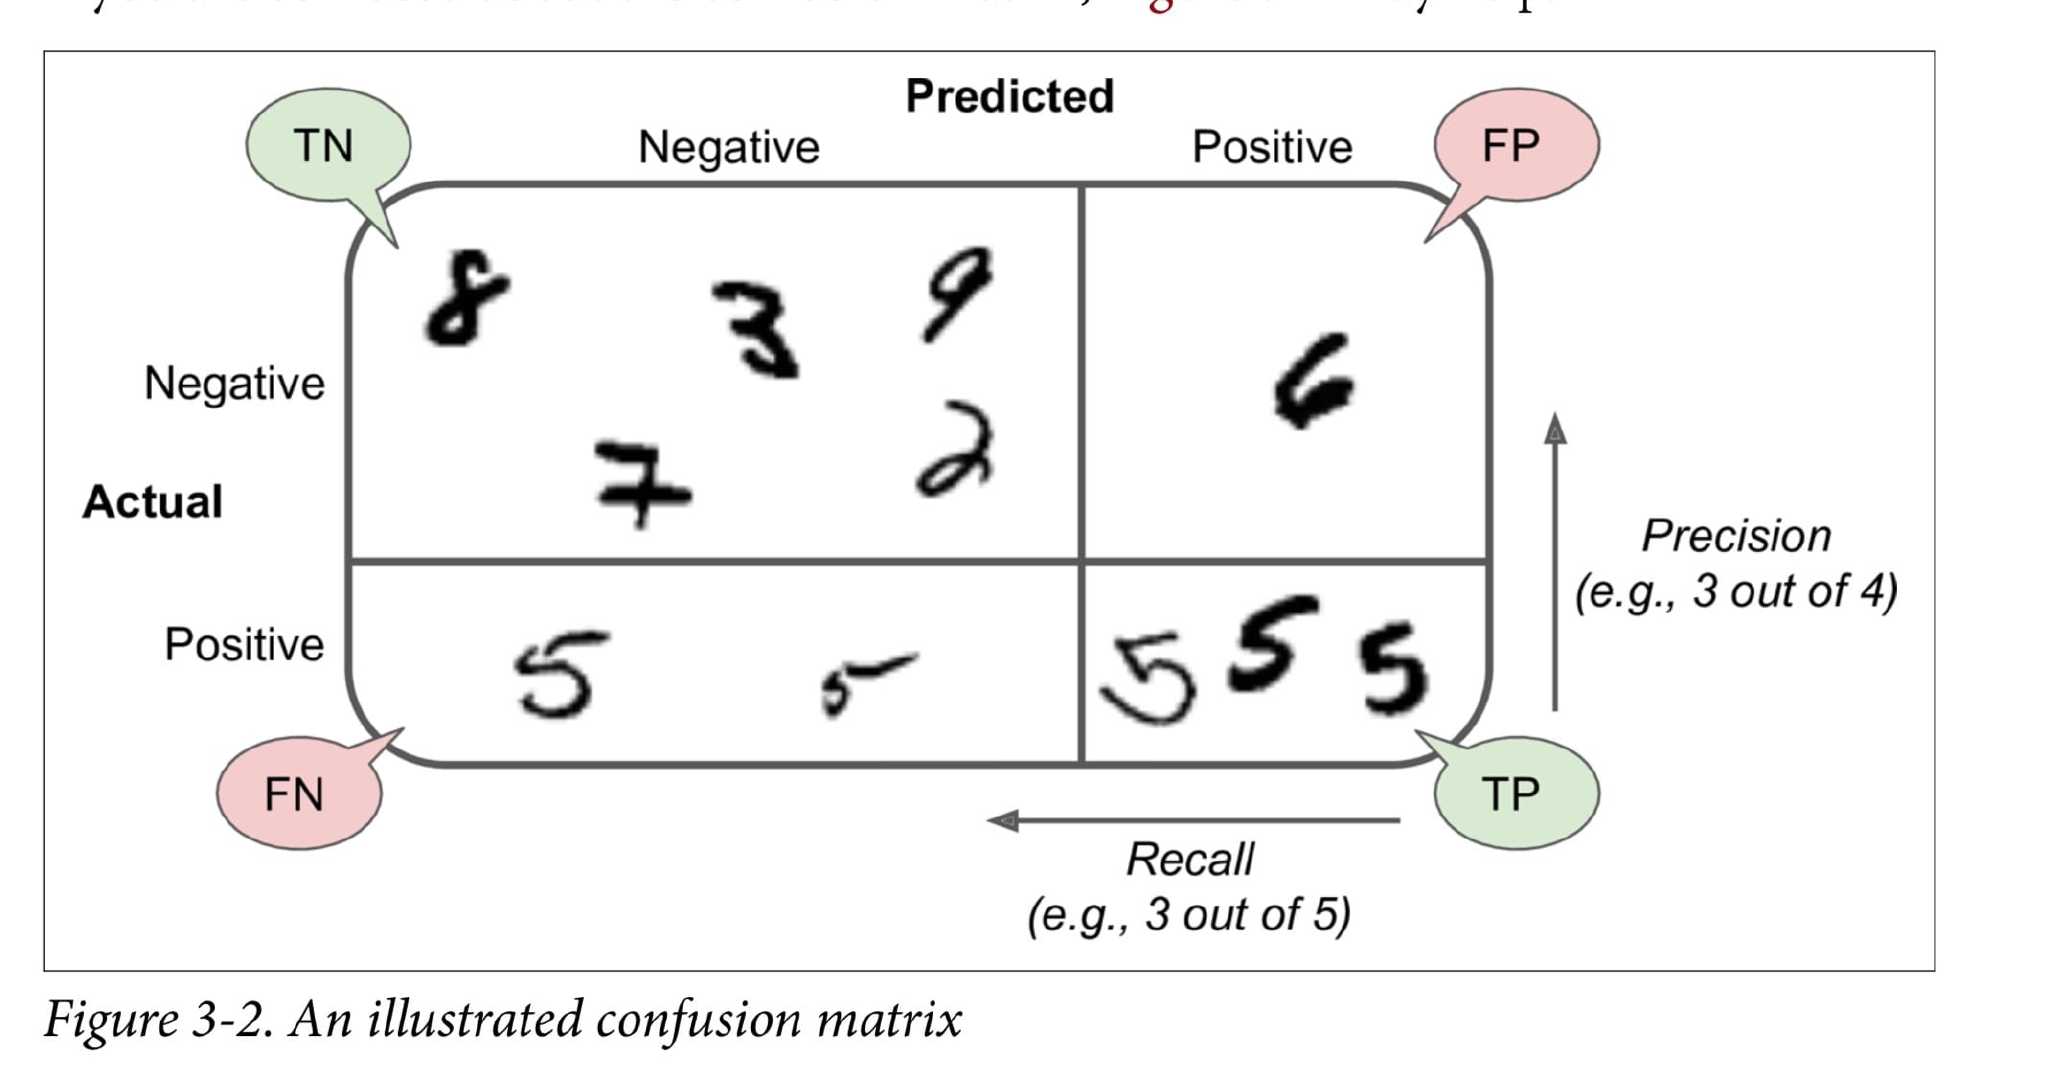 Predicted
TN
Negative
Positive
FP
8
3
9
Negative
6
7
2
Actual
Precision
(e.g., 3 out of 4)
Positive
5 5
5 5 5
FN
TP
Recall
(e.g., 3 out of 5)
Figure 3-2. An illustrated confusion matrix